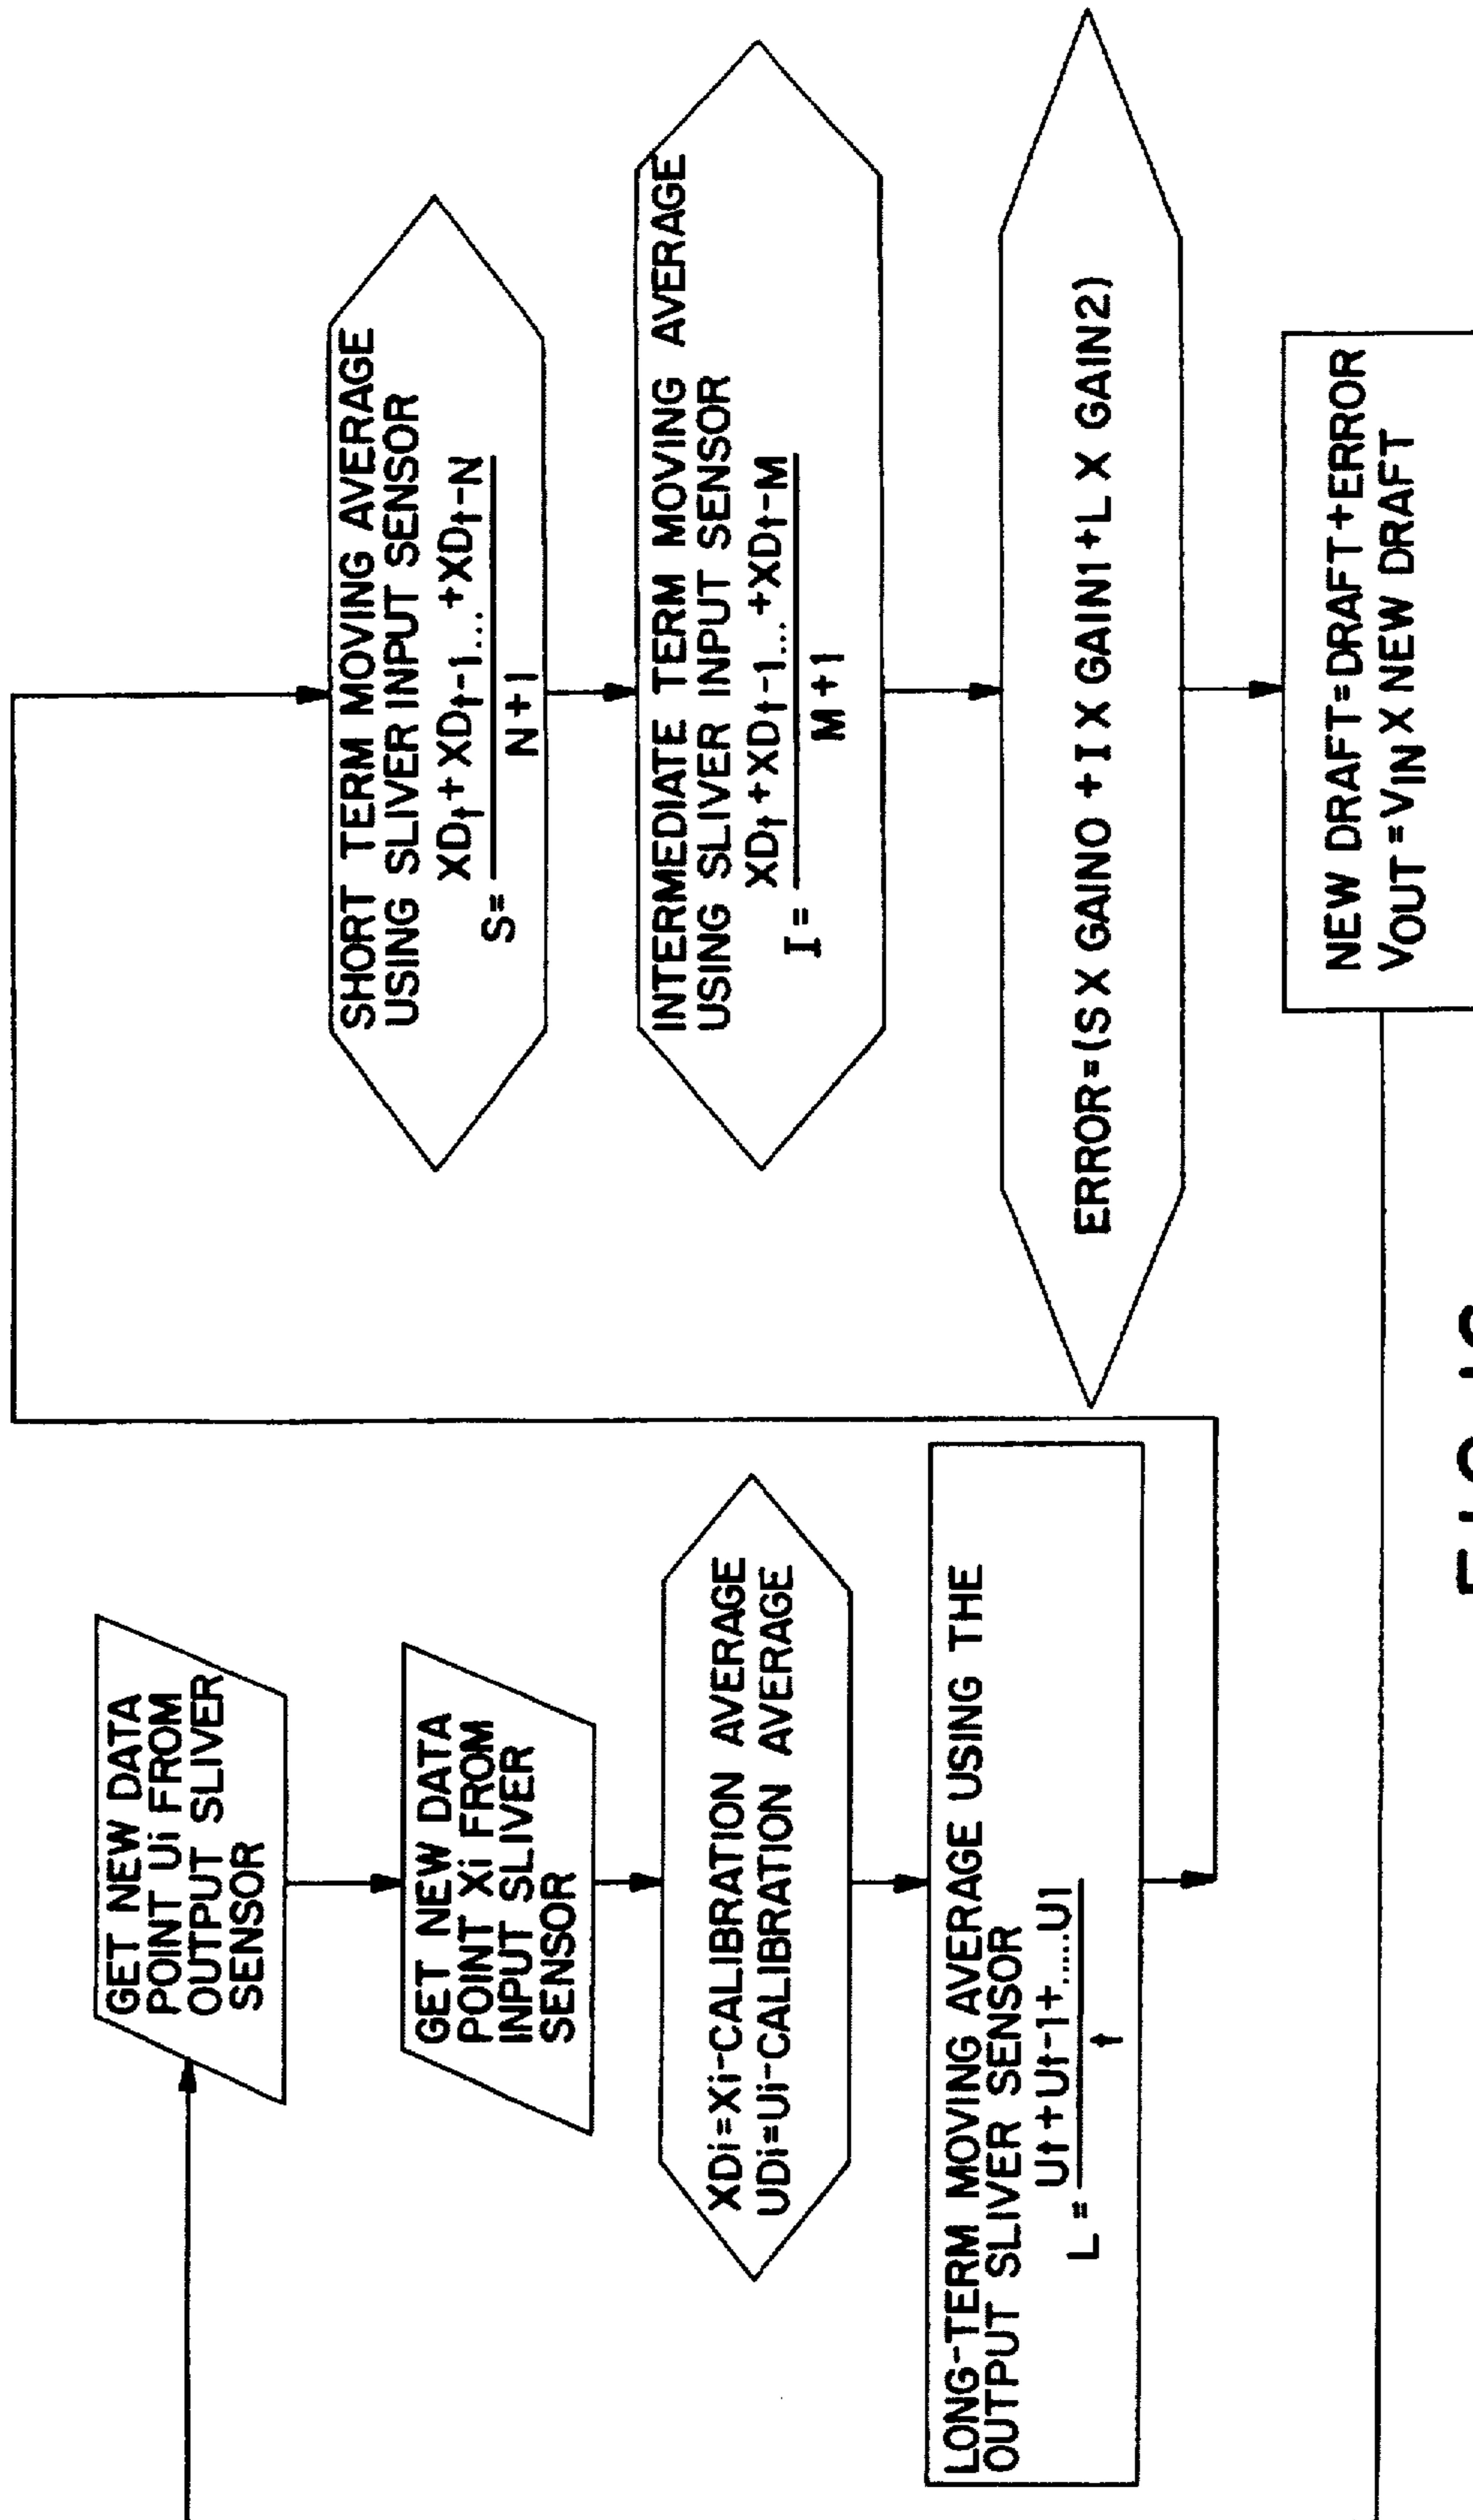 GET NEW DATA
POINT Ui FROM
OUTPUT SLIVER
SENSOR
GET NEW DATA
POINT Xi FROM
INPUT SLIVER
SENSOR
XDi=Xi-CALIBRATION AVERAGE
UDi=Ui-CALIBRATION AVERAGE
LONG-TERM MOVING AVERAGE USING THE
OUTPUT SLIVER SENSOR
Ut+Ut-1+.....U1
L =
t
SHORT TERM MOVING AVERAGE
USING SLIVER INPUT SENSOR
XDt+XDt-1...+XDt-N
S=
N+1
INTERMEDIATE TERM MOVING AVERAGE
USING SLIVER INPUT SENSOR
XDt+XDt-1...+XDt-M
I =
M+1
ERROR=(S X GAINO + I X GAIN1+L X GAIN2)
NEW DRAFT=DRAFT+ERROR
VOUT=VIN X NEW DRAFT